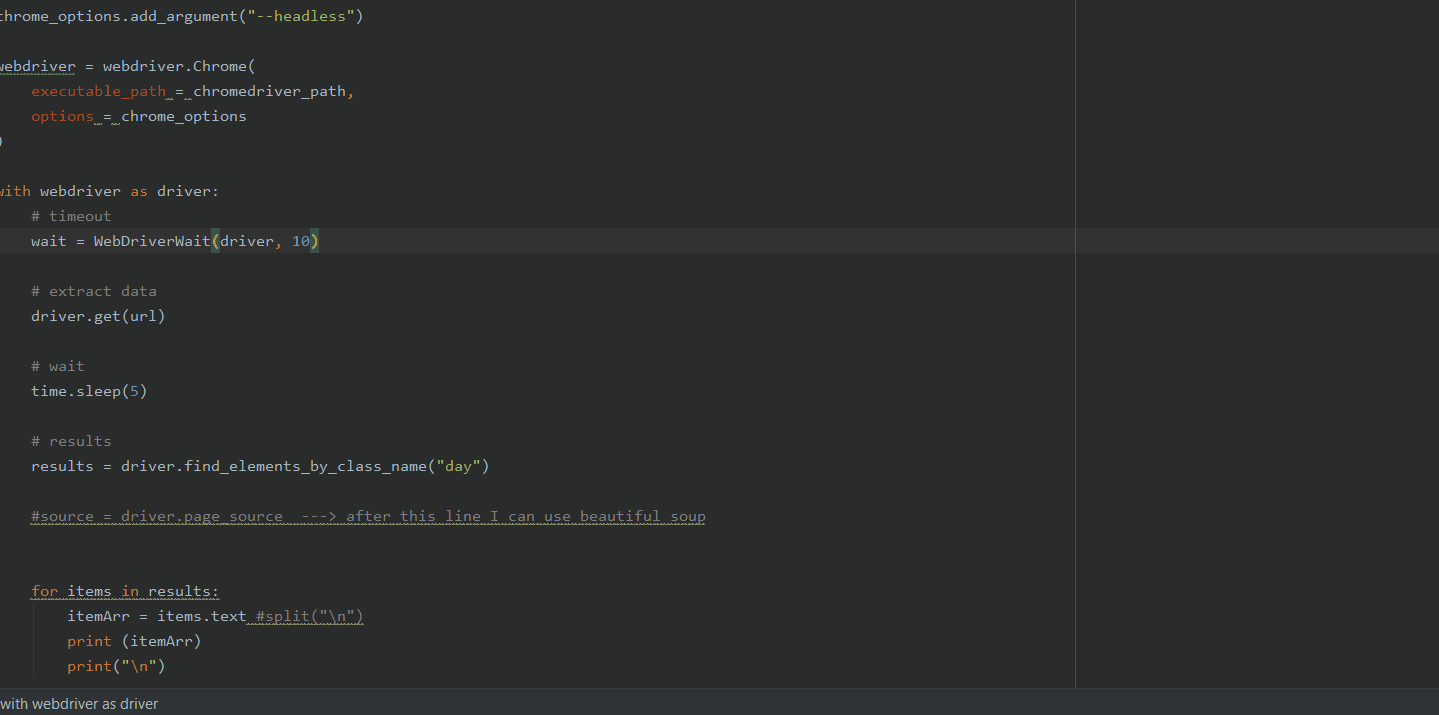 chrome_options.add_argument("--headless")
webdriver = webdriver.Chrome(
executable_path = chromedriver_path,
options = chrome_options
)
with webdriver as driver:
# timeout
wait = WebDriverWait(driver, 10)
# extract data
driver.get(url)
# wait
time.sleep(5)
# results
results = driver.find_elements_by_class_name("day")
#source = driver.page_source  ---> after this line I can use beautiful soup
for items in results:
itemArr = items.text #split("\n")
print (itemArr)
print("\n")
with webdriver as driver